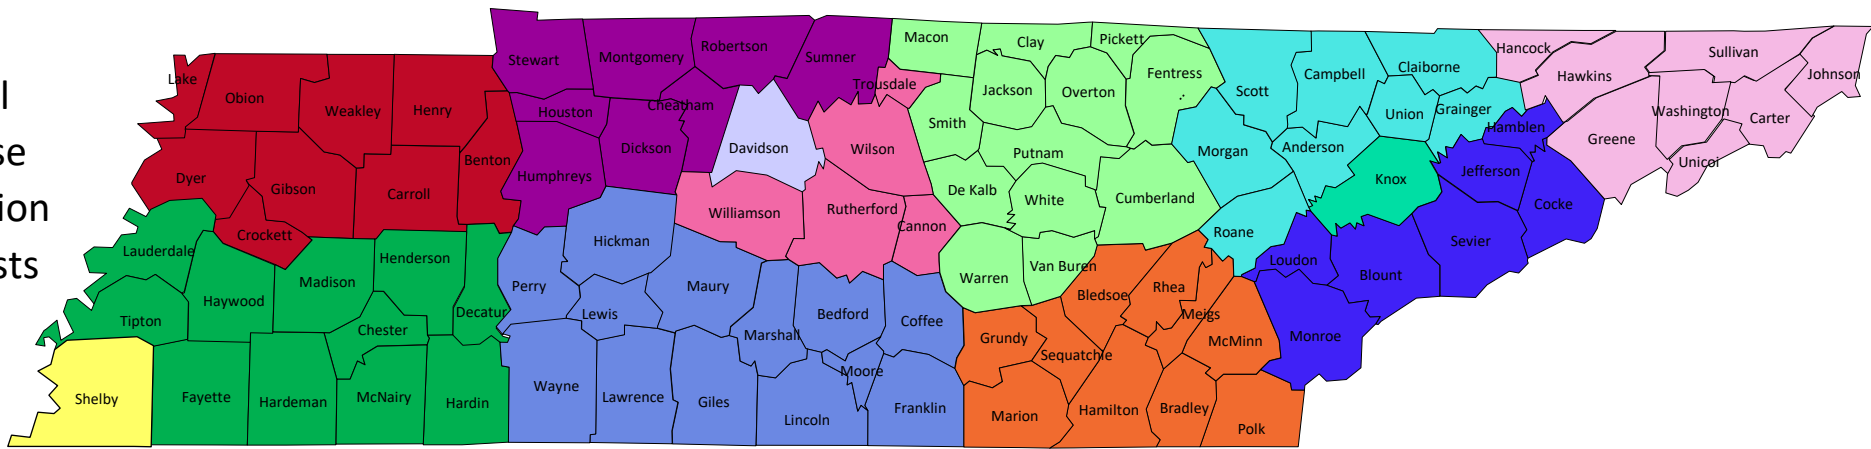 l
se
ion
sts
Lake
Obion
Weakley
Henry
Stewart
Montgomery
Robertson
Sumner
Trousdale
Macon
Clay
Pickett
Fentress
Scott
Campbell
Claiborne
Hancock
Hawkins
Sullivan
Johnson
Dyer
Gibson
Carroll
Benton
Houston
Humphreys
Dickson
Cheatham
Davidson
Wilson
Smith
Jackson
Overton
Putnam
Morgan
Anderson
Union
Grainger
Hamblen
Greene
Washington
Unicoi
Carter
Lauderdale
Crockett
Haywood
Madison
Henderson
Decatur
Perry
Hickman
Williamson
Rutherford
Cannon
De Kalb
White
Cumberland
Roane
Knox
Jefferson
Cocke
Tipton
Chester
Lewis
Maury
Marshall
Bedford
Coffee
Warren
Van Buren
Bledsoe
Rhea
Meigs
Loudon
Blount
Sevier
Shelby
Fayette
Hardeman
McNairy
Hardin
Wayne
Lawrence
Giles
Lincoln
Moore
Franklin
Grundy
Sequatchie
Marion
Hamilton
Bradley
McMinn
Polk
Monroe